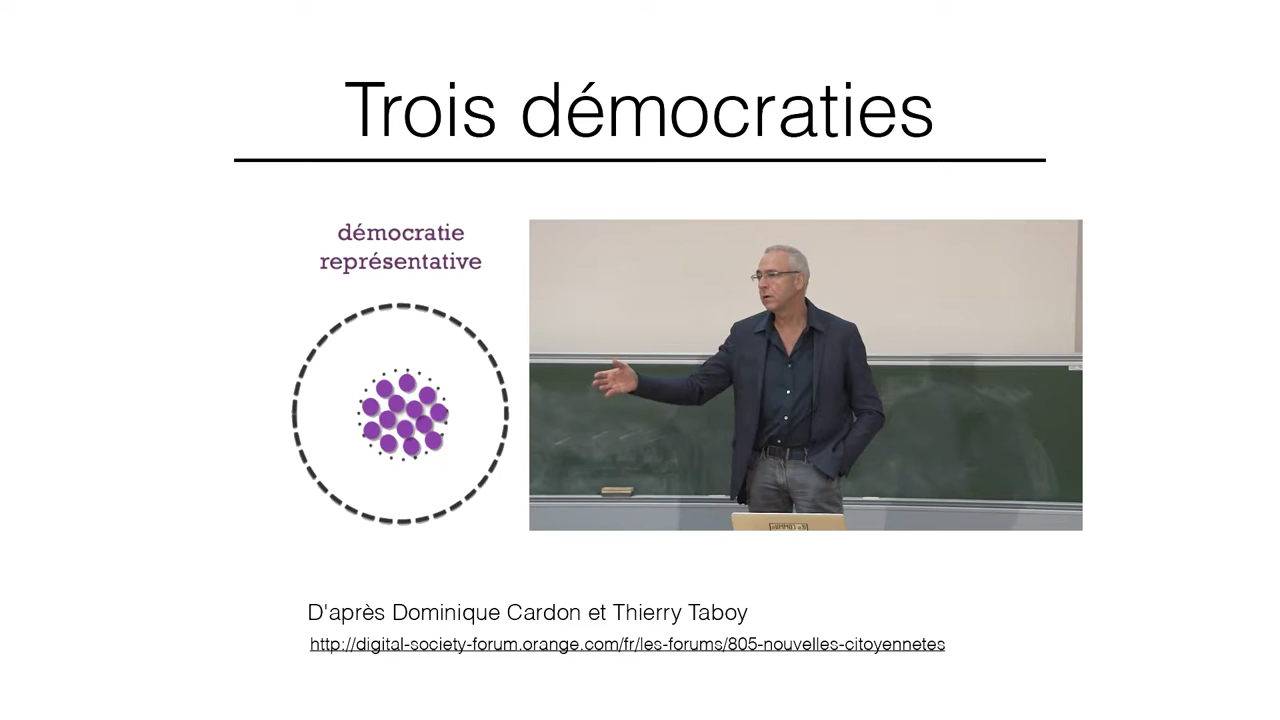 Trois démocraties
démocratie
représentative
D'après Dominique Cardon et Thierry Taboy
http://digital-society-forum.orange.com/fr/les-forums/805-nouvelles-citoyennetes